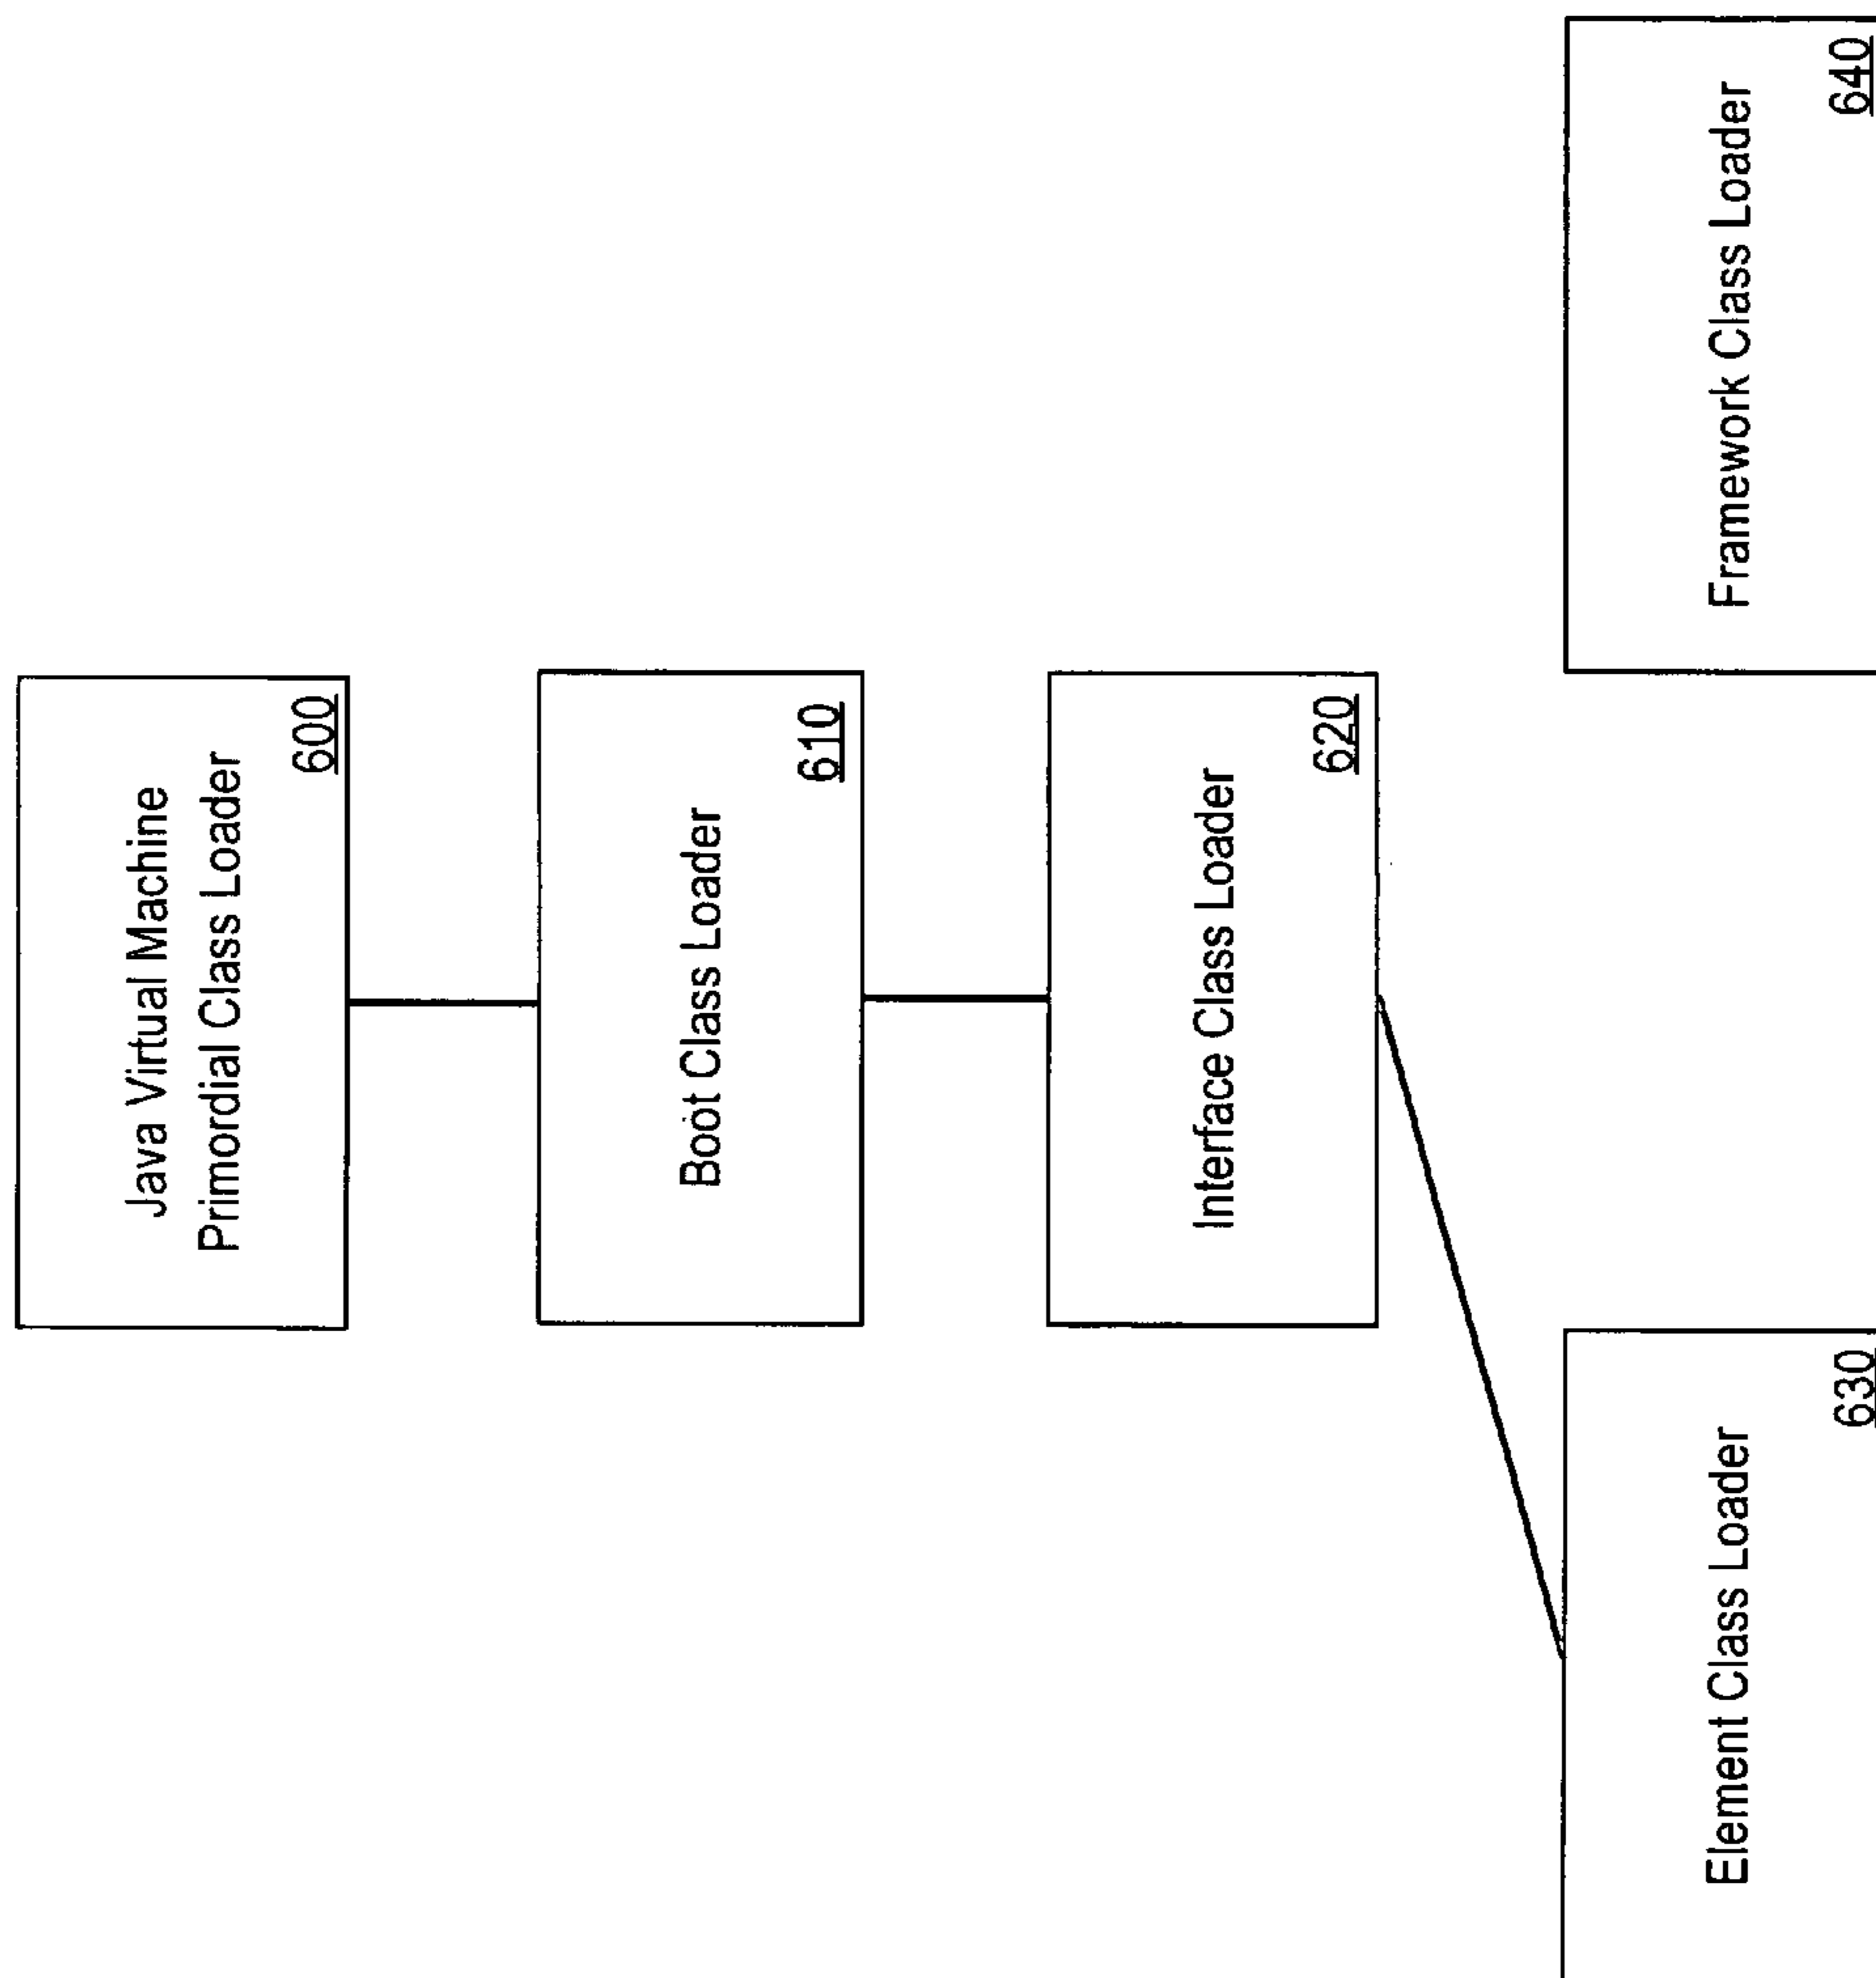 Java Virtual Machine
Primordial Class Loader
600
Boot Class Loader
610
Interface Class Loader
620
Element Class Loader
630
Framework Class Loader
640